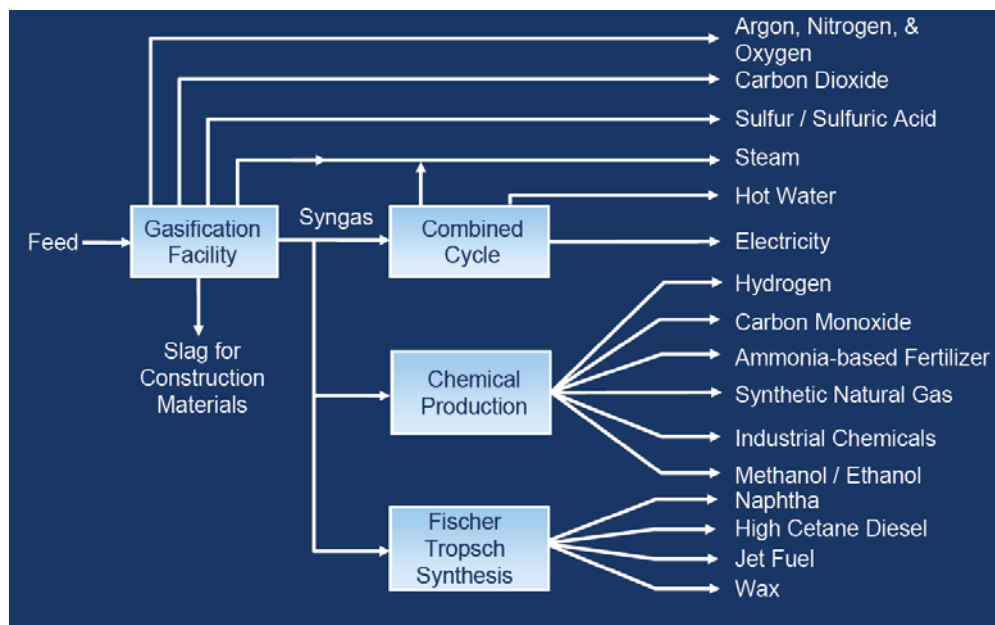 Argon, Nitrogen, &
Oxygen
Carbon Dioxide
Sulfur / Sulfuric Acid
Steam
Hot Water
Electricity
Hydrogen
Carbon Monoxide
Ammonia-based Fertilizer
Synthetic Natural Gas
Industrial Chemicals
Methanol / Ethanol
Naphtha
High Cetane Diesel
Jet Fuel
Wax
Feed
Gasification
Facility
Syngas
Combined
Cycle
Slag for
Construction
Materials
Chemical
Production
Fischer
Tropsch
Synthesis